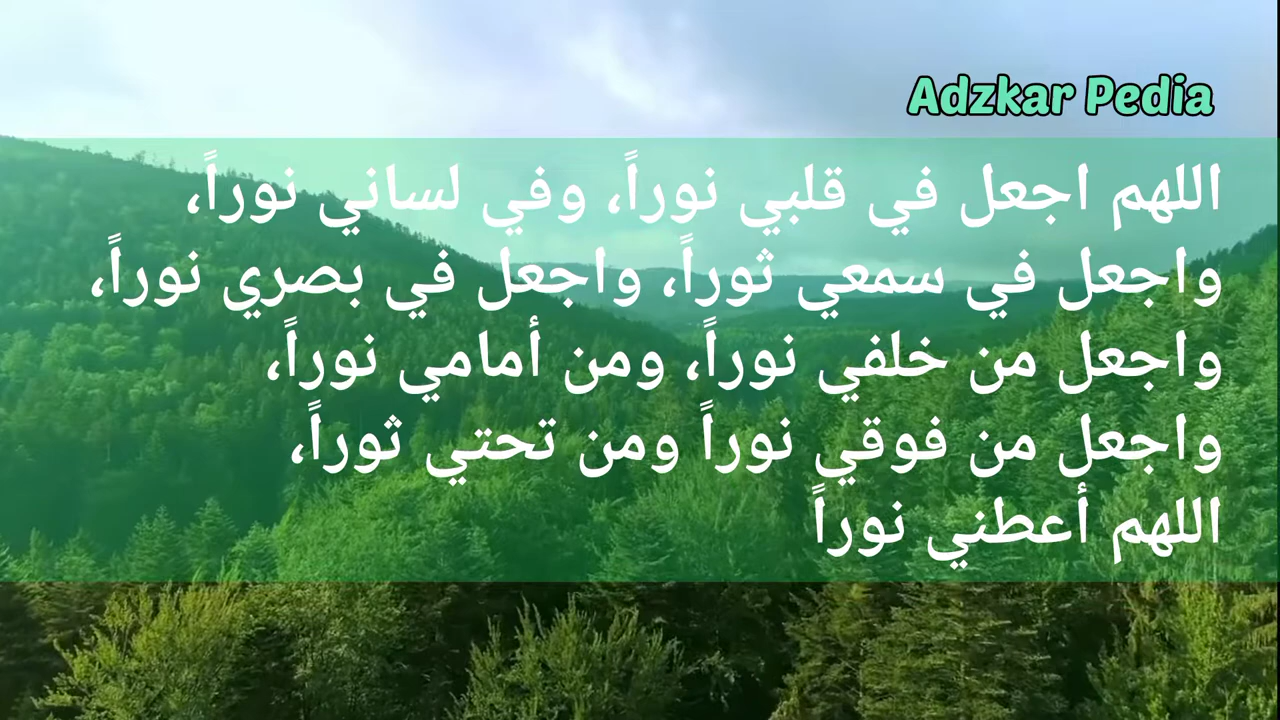 Adzkar Pedia
اللهم اجعل في قلبي نوراً، وفي لساني نوراً،
واجعل في سمعي ثوراً، واجعل في بصري نوراً،
واجعل من خلفي نوراً، ومن أمامي نوراً،
واجعل من فوقي نوراً ومن تحتي ثوراً،
اللهم أعطني نوراً